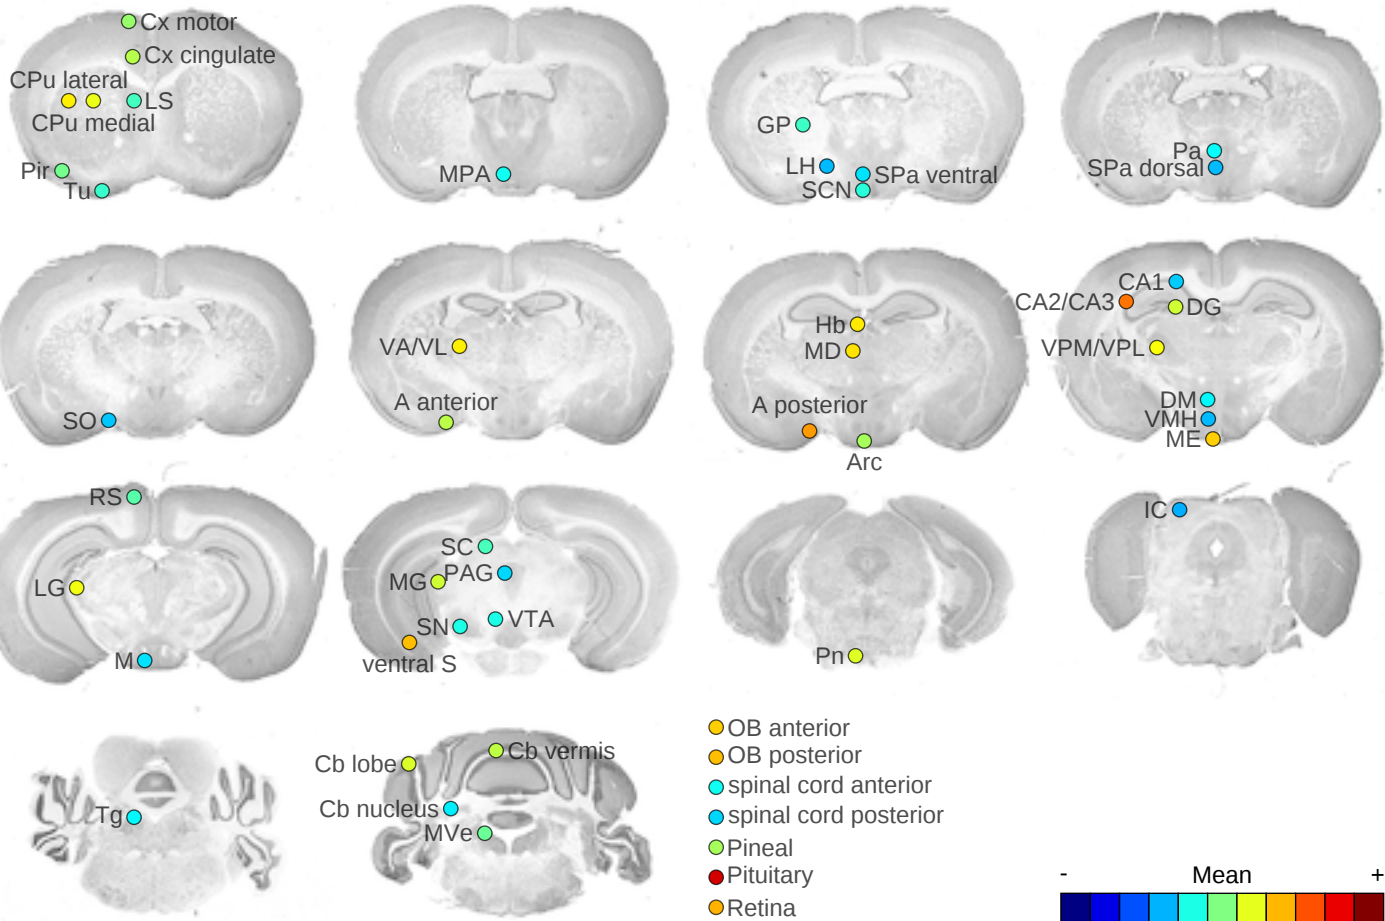 Cx motor
Cx cingulate
CPu lateral
LS
CPu medial
Pir
Tu
MPA
GP
LH
SPa ventral
SCN
Pa
SPa dorsal
SO
VA/VL
A anterior
Hb
MD
A posterior
Arc
CA1
CA2/CA3
DG
VPM/VPL
DM
VMH
ME
RS
LG
M
SC
MG
PAG
SN
VTA
ventral S
Pn
IC
Tg
Cb lobe
Cb vermis
Cb nucleus
MVe
OB anterior
OB posterior
spinal cord anterior
spinal cord posterior
Pineal
Pituitary
Retina
- Mean +